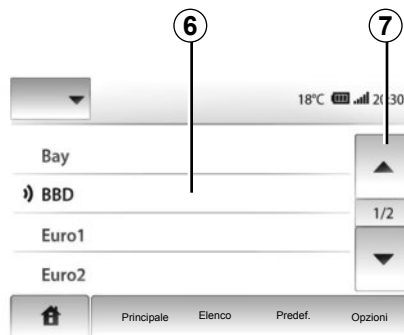 6 7
18°C 20:30
Bay
BBD
1/2
Euro1
Euro2
Principale Elenco Predef. Opzioni